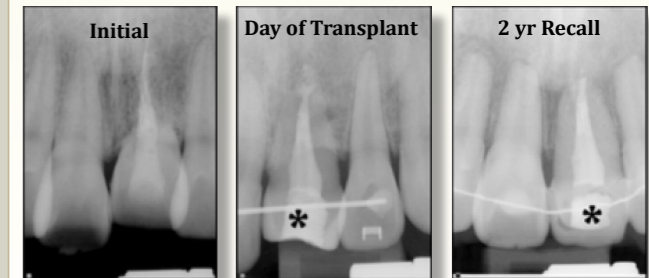 Initial
Day of Transplant
2 yr Recall
*
*